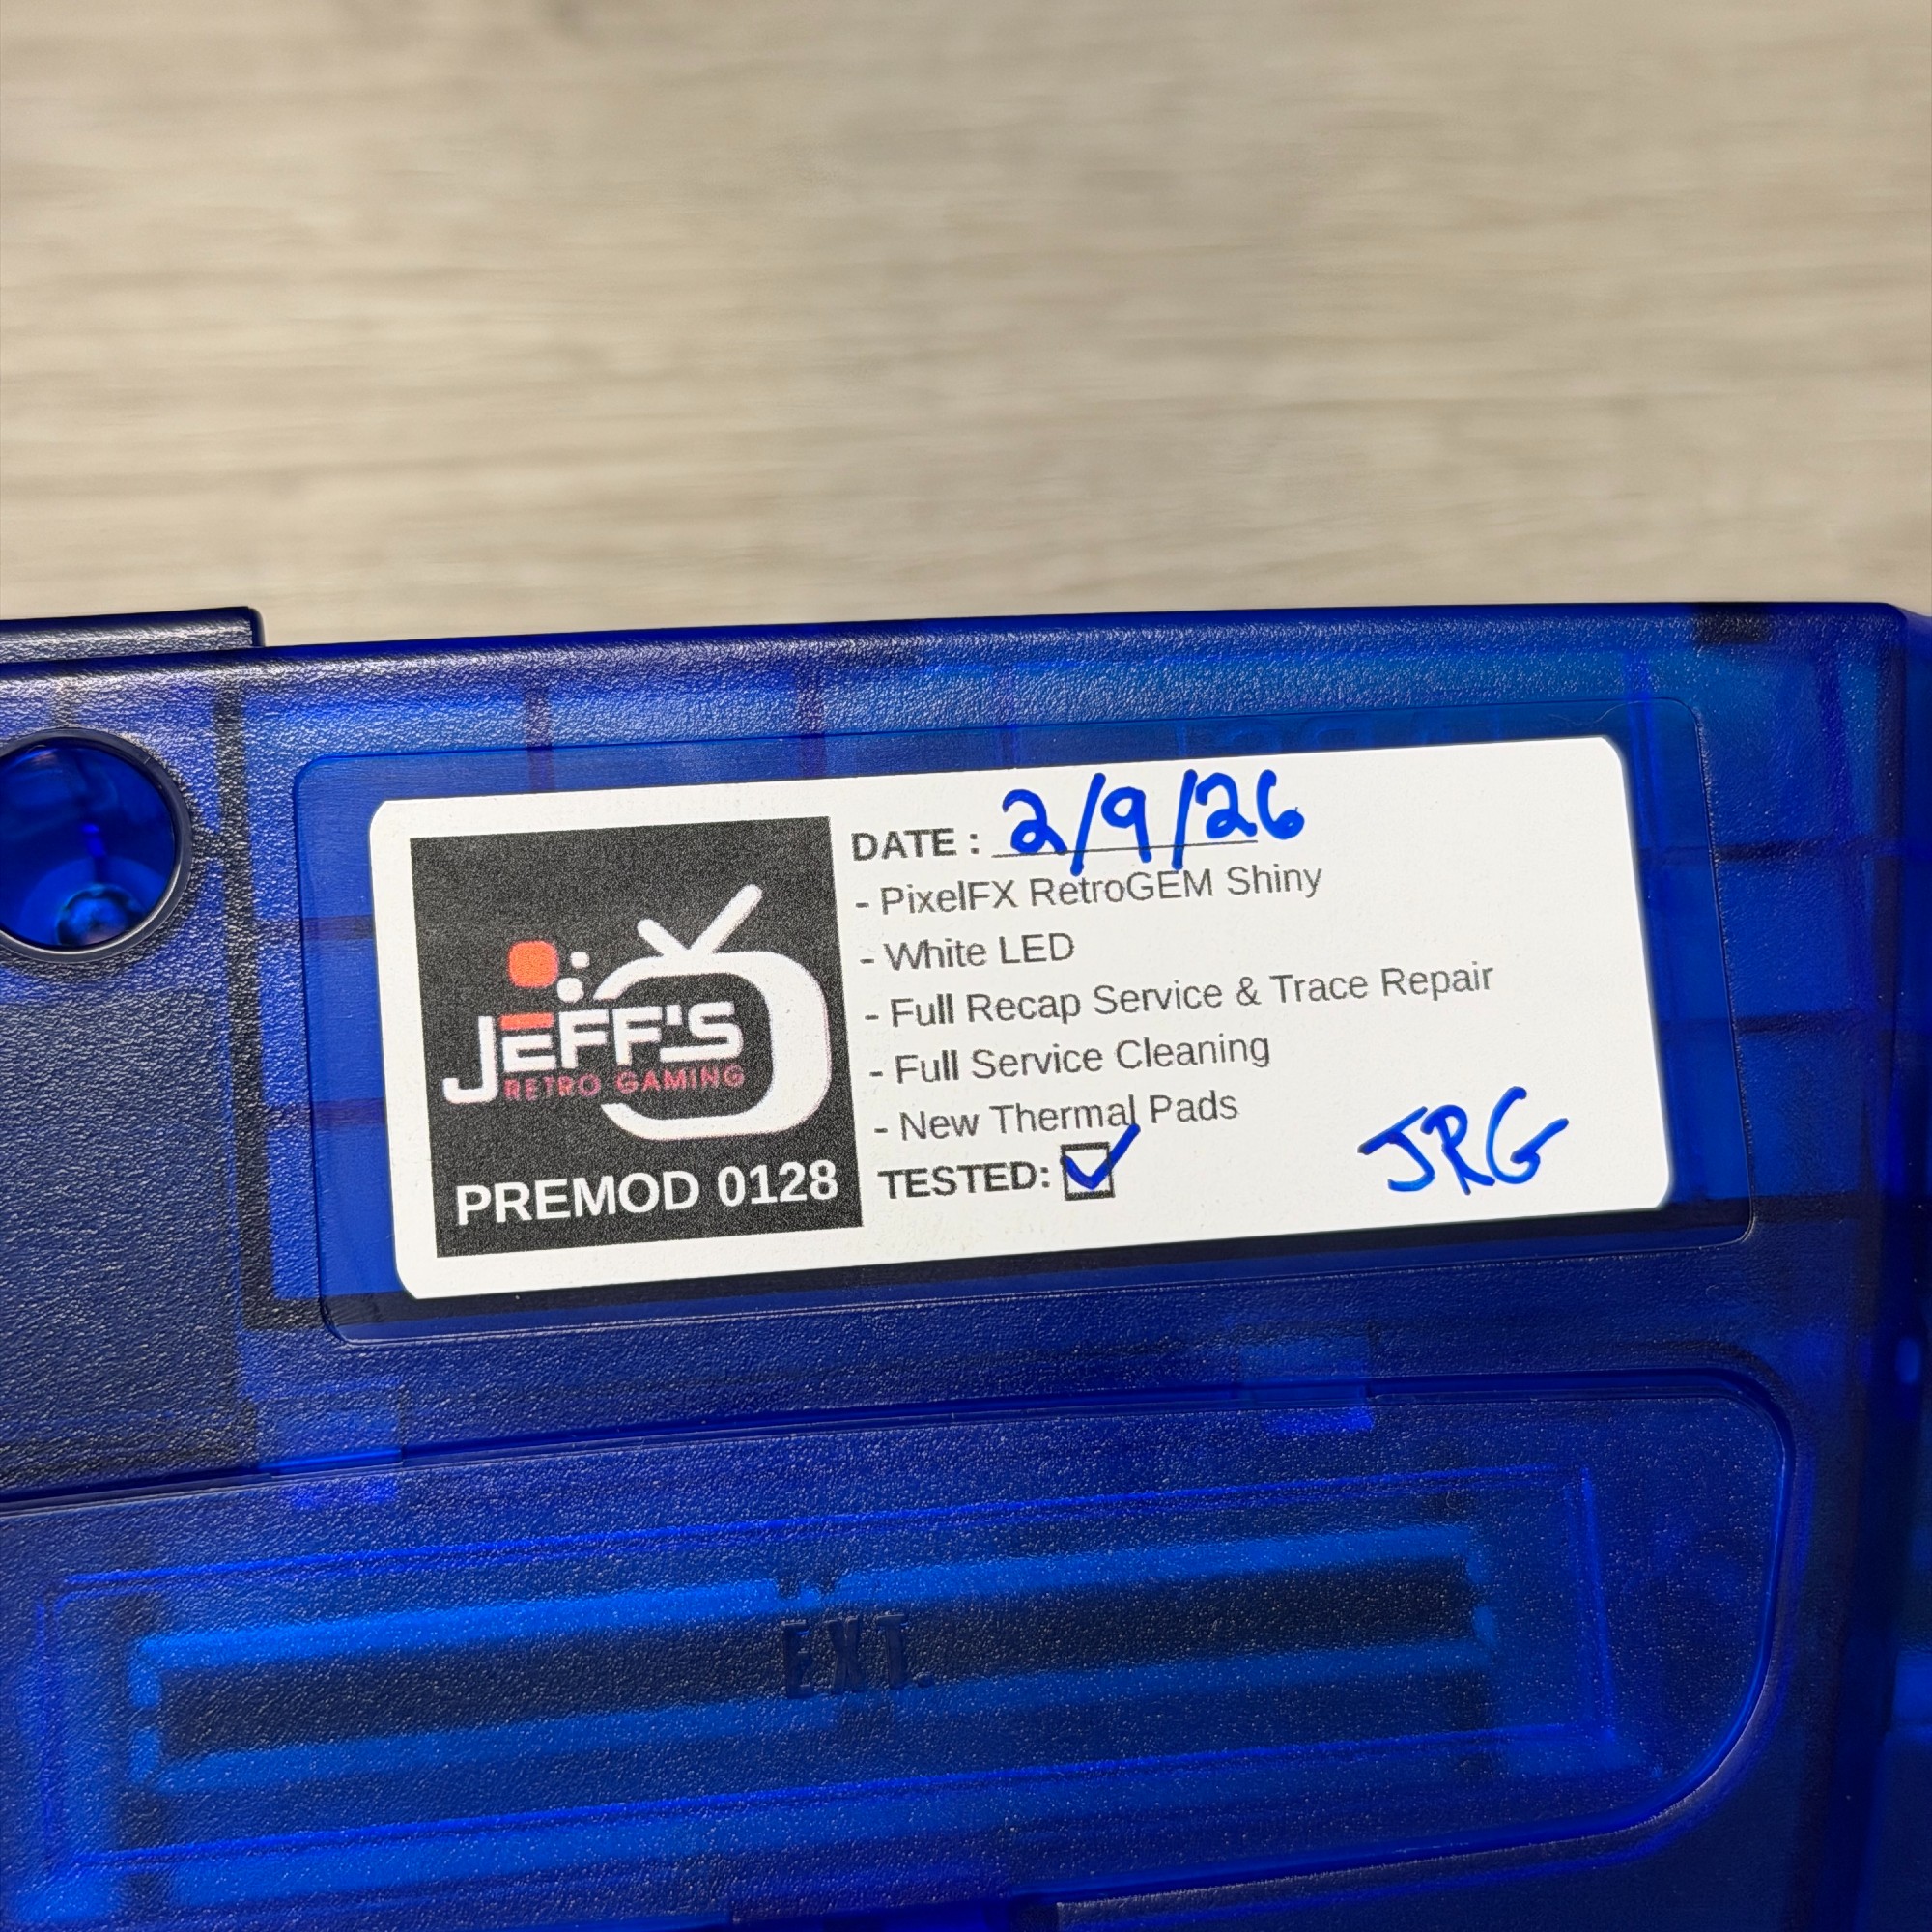 JEFF'S
RETRO GAMING
PREMOD 0128
DATE : 2/9/26
- PixelFX RetroGEM Shiny
- White LED
- Full Recap Service & Trace Repair
- Full Service Cleaning
- New Thermal Pads
TESTED:
JRG
EXT.